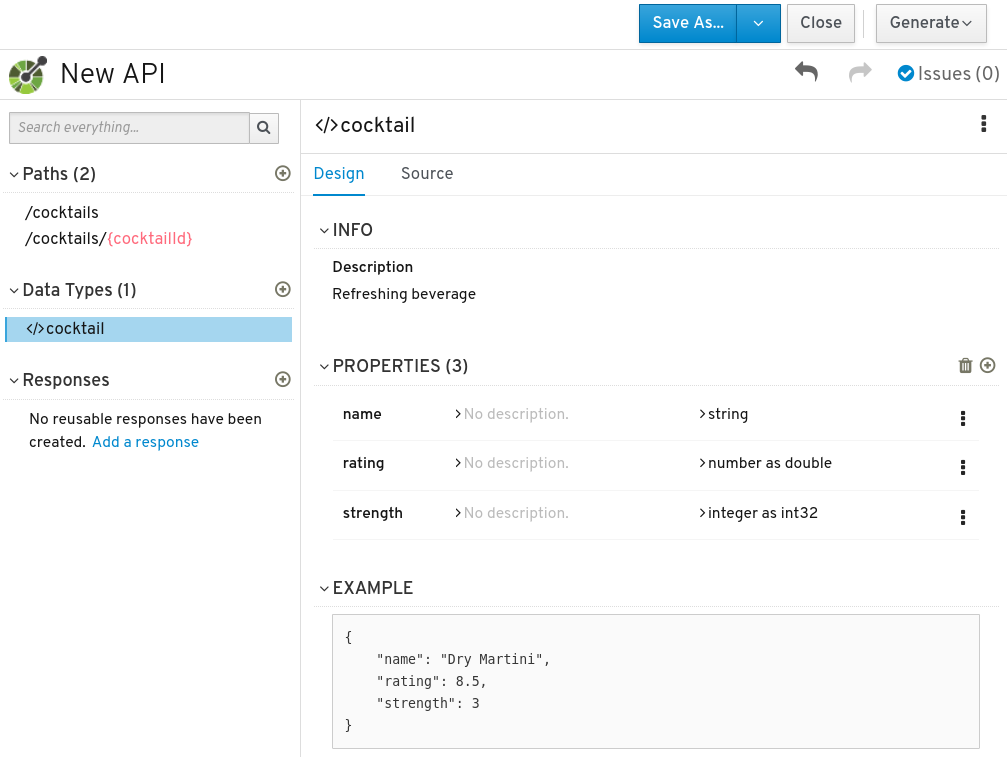 Save As...
Close
Generate
New API
Issues (0)
Search everything...
</>cocktail
Paths (2)
Design
Source
/cocktails
/cocktails/{cocktailId}
INFO
Description
Refreshing beverage
Data Types (1)
</>cocktail
Responses
No reusable responses have been
created. Add a response
PROPERTIES (3)
name No description. string
rating No description. number as double
strength No description. integer as int32
EXAMPLE
{
"name": "Dry Martini",
"rating": 8.5,
"strength": 3
}